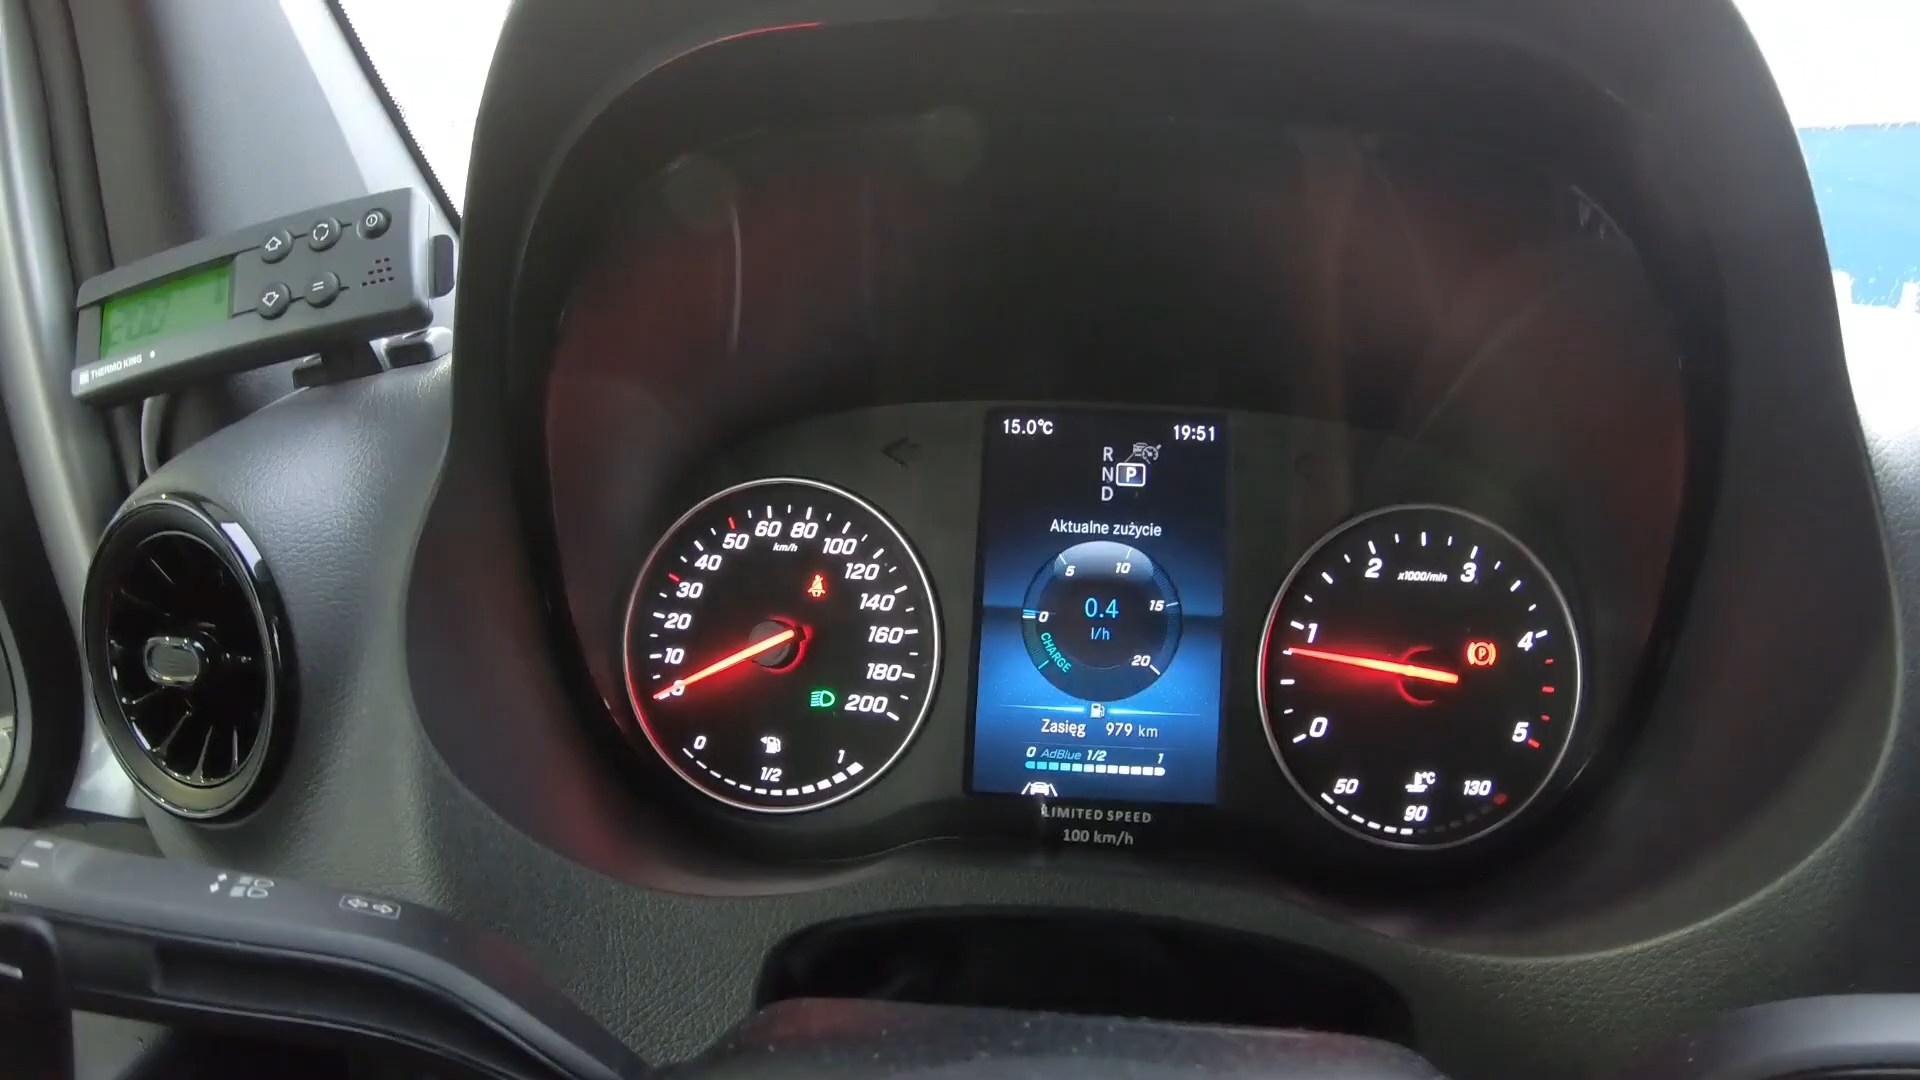 THERMO KING
15.0°C 19:51
R
N P
D
Aktualne zużycie
0 5 10 15 20
0.4
l/h
CHARGE
Zasięg 979 km
0 AdBlue 1/2 1
LIMITED SPEED
100 km/h
0 10 20 30 40 50 60 80 100 120 140 160 180 200
km/h
0 1/2 1
0 1 2 3 4 5
x1000/min
P
°C
50 90 130